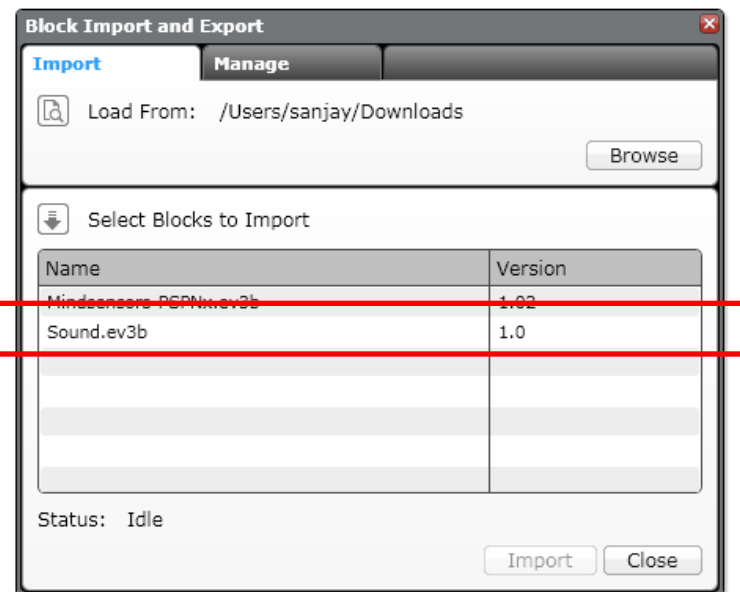 Block Import and Export
Import Manage
Load From: /Users/sanjay/Downloads
Browse
Select Blocks to Import
Name Version
Mindsensors PSPNx.ev3b 1.02
Sound.ev3b 1.0
Status: Idle
Import Close